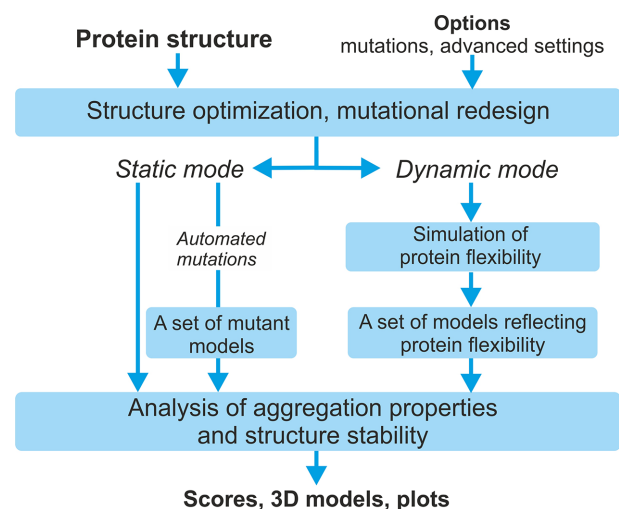 Protein structure
Options
mutations, advanced settings
Structure optimization, mutational redesign
Static mode
Dynamic mode
Automated
mutations
Simulation of
protein flexibility
A set of mutant
models
A set of models reflecting
protein flexibility
Analysis of aggregation properties
and structure stability
Scores, 3D models, plots